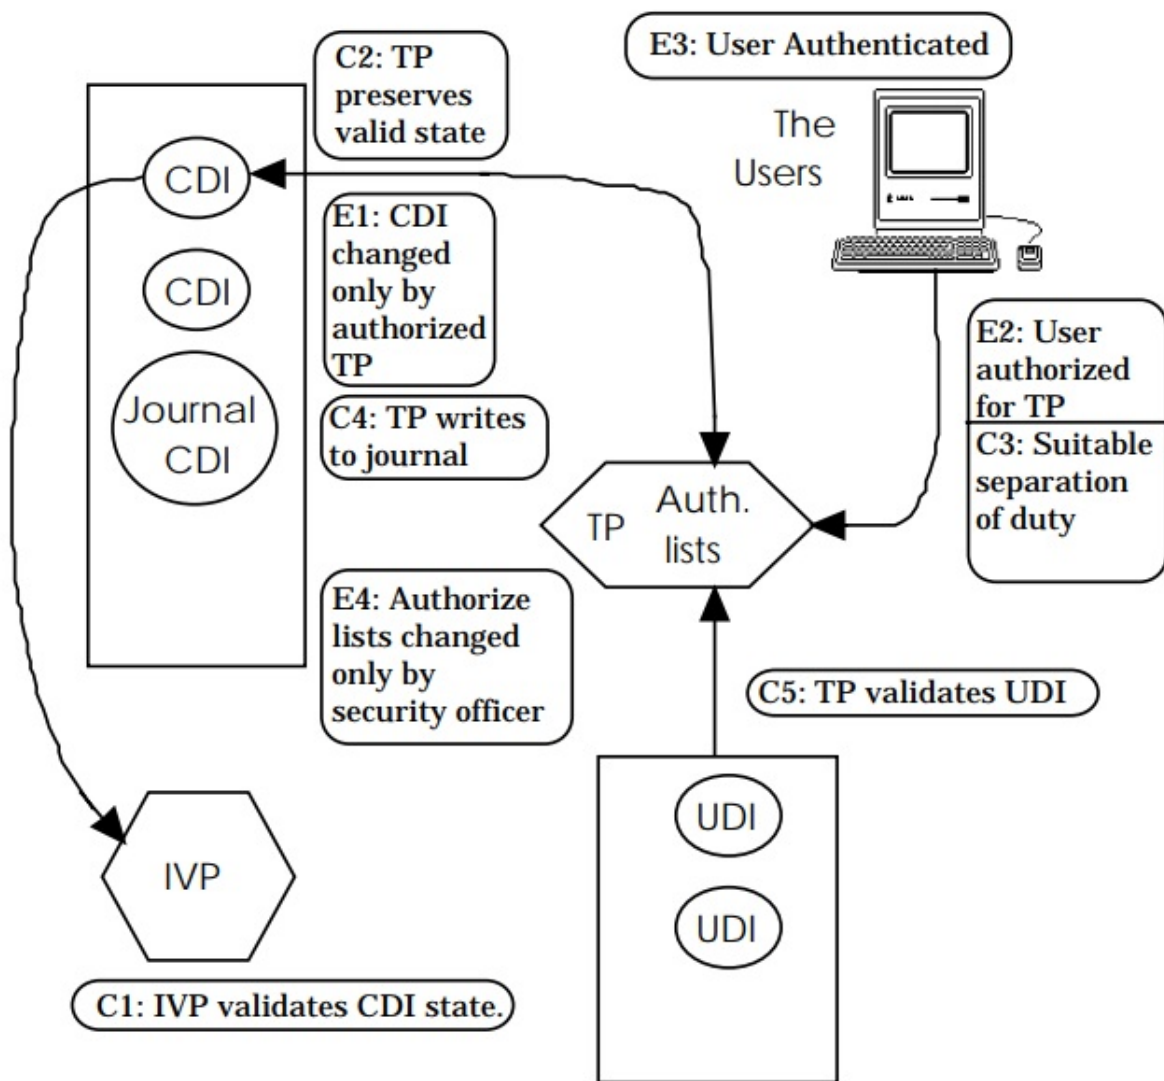 C2: TP
preserves
valid state
E3: User Authenticated
The
Users
CDI
E1: CDI
changed
only by
authorized
TP
CDI
E2: User
authorized
for TP
C3: Suitable
separation
of duty
Journal
CDI
C4: TP writes
to journal
TP
Auth.
lists
E4: Authorize
lists changed
only by
security officer
C5: TP validates UDI
UDI
IVP
UDI
C1: IVP validates CDI state.